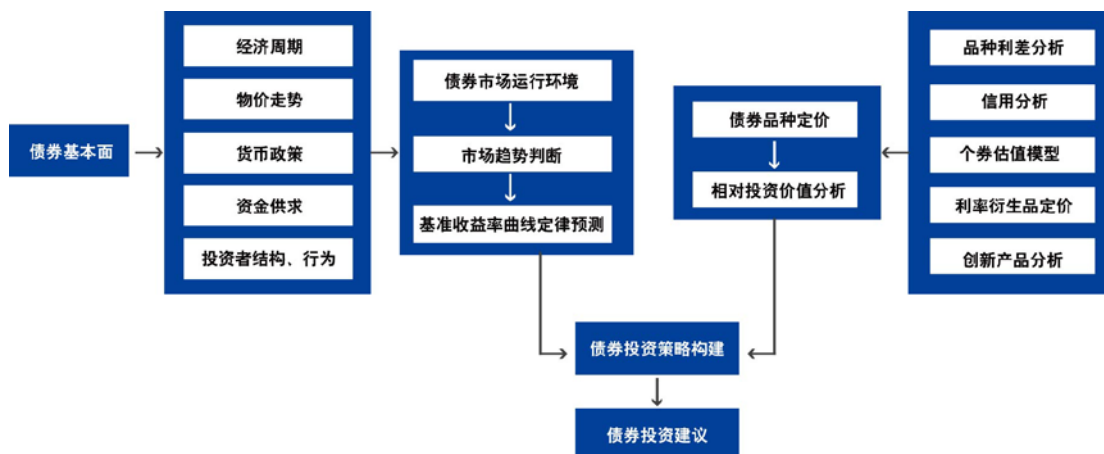 债券基本面
经济周期
物价走势
货币政策
资金供求
投资者结构、行为
债券市场运行环境
市场趋势判断
基准收益率曲线定律预测
债券品种定价
相对投资价值分析
品种利差分析
信用分析
个券估值模型
利率衍生品定价
创新产品分析
债券投资策略构建
债券投资建议